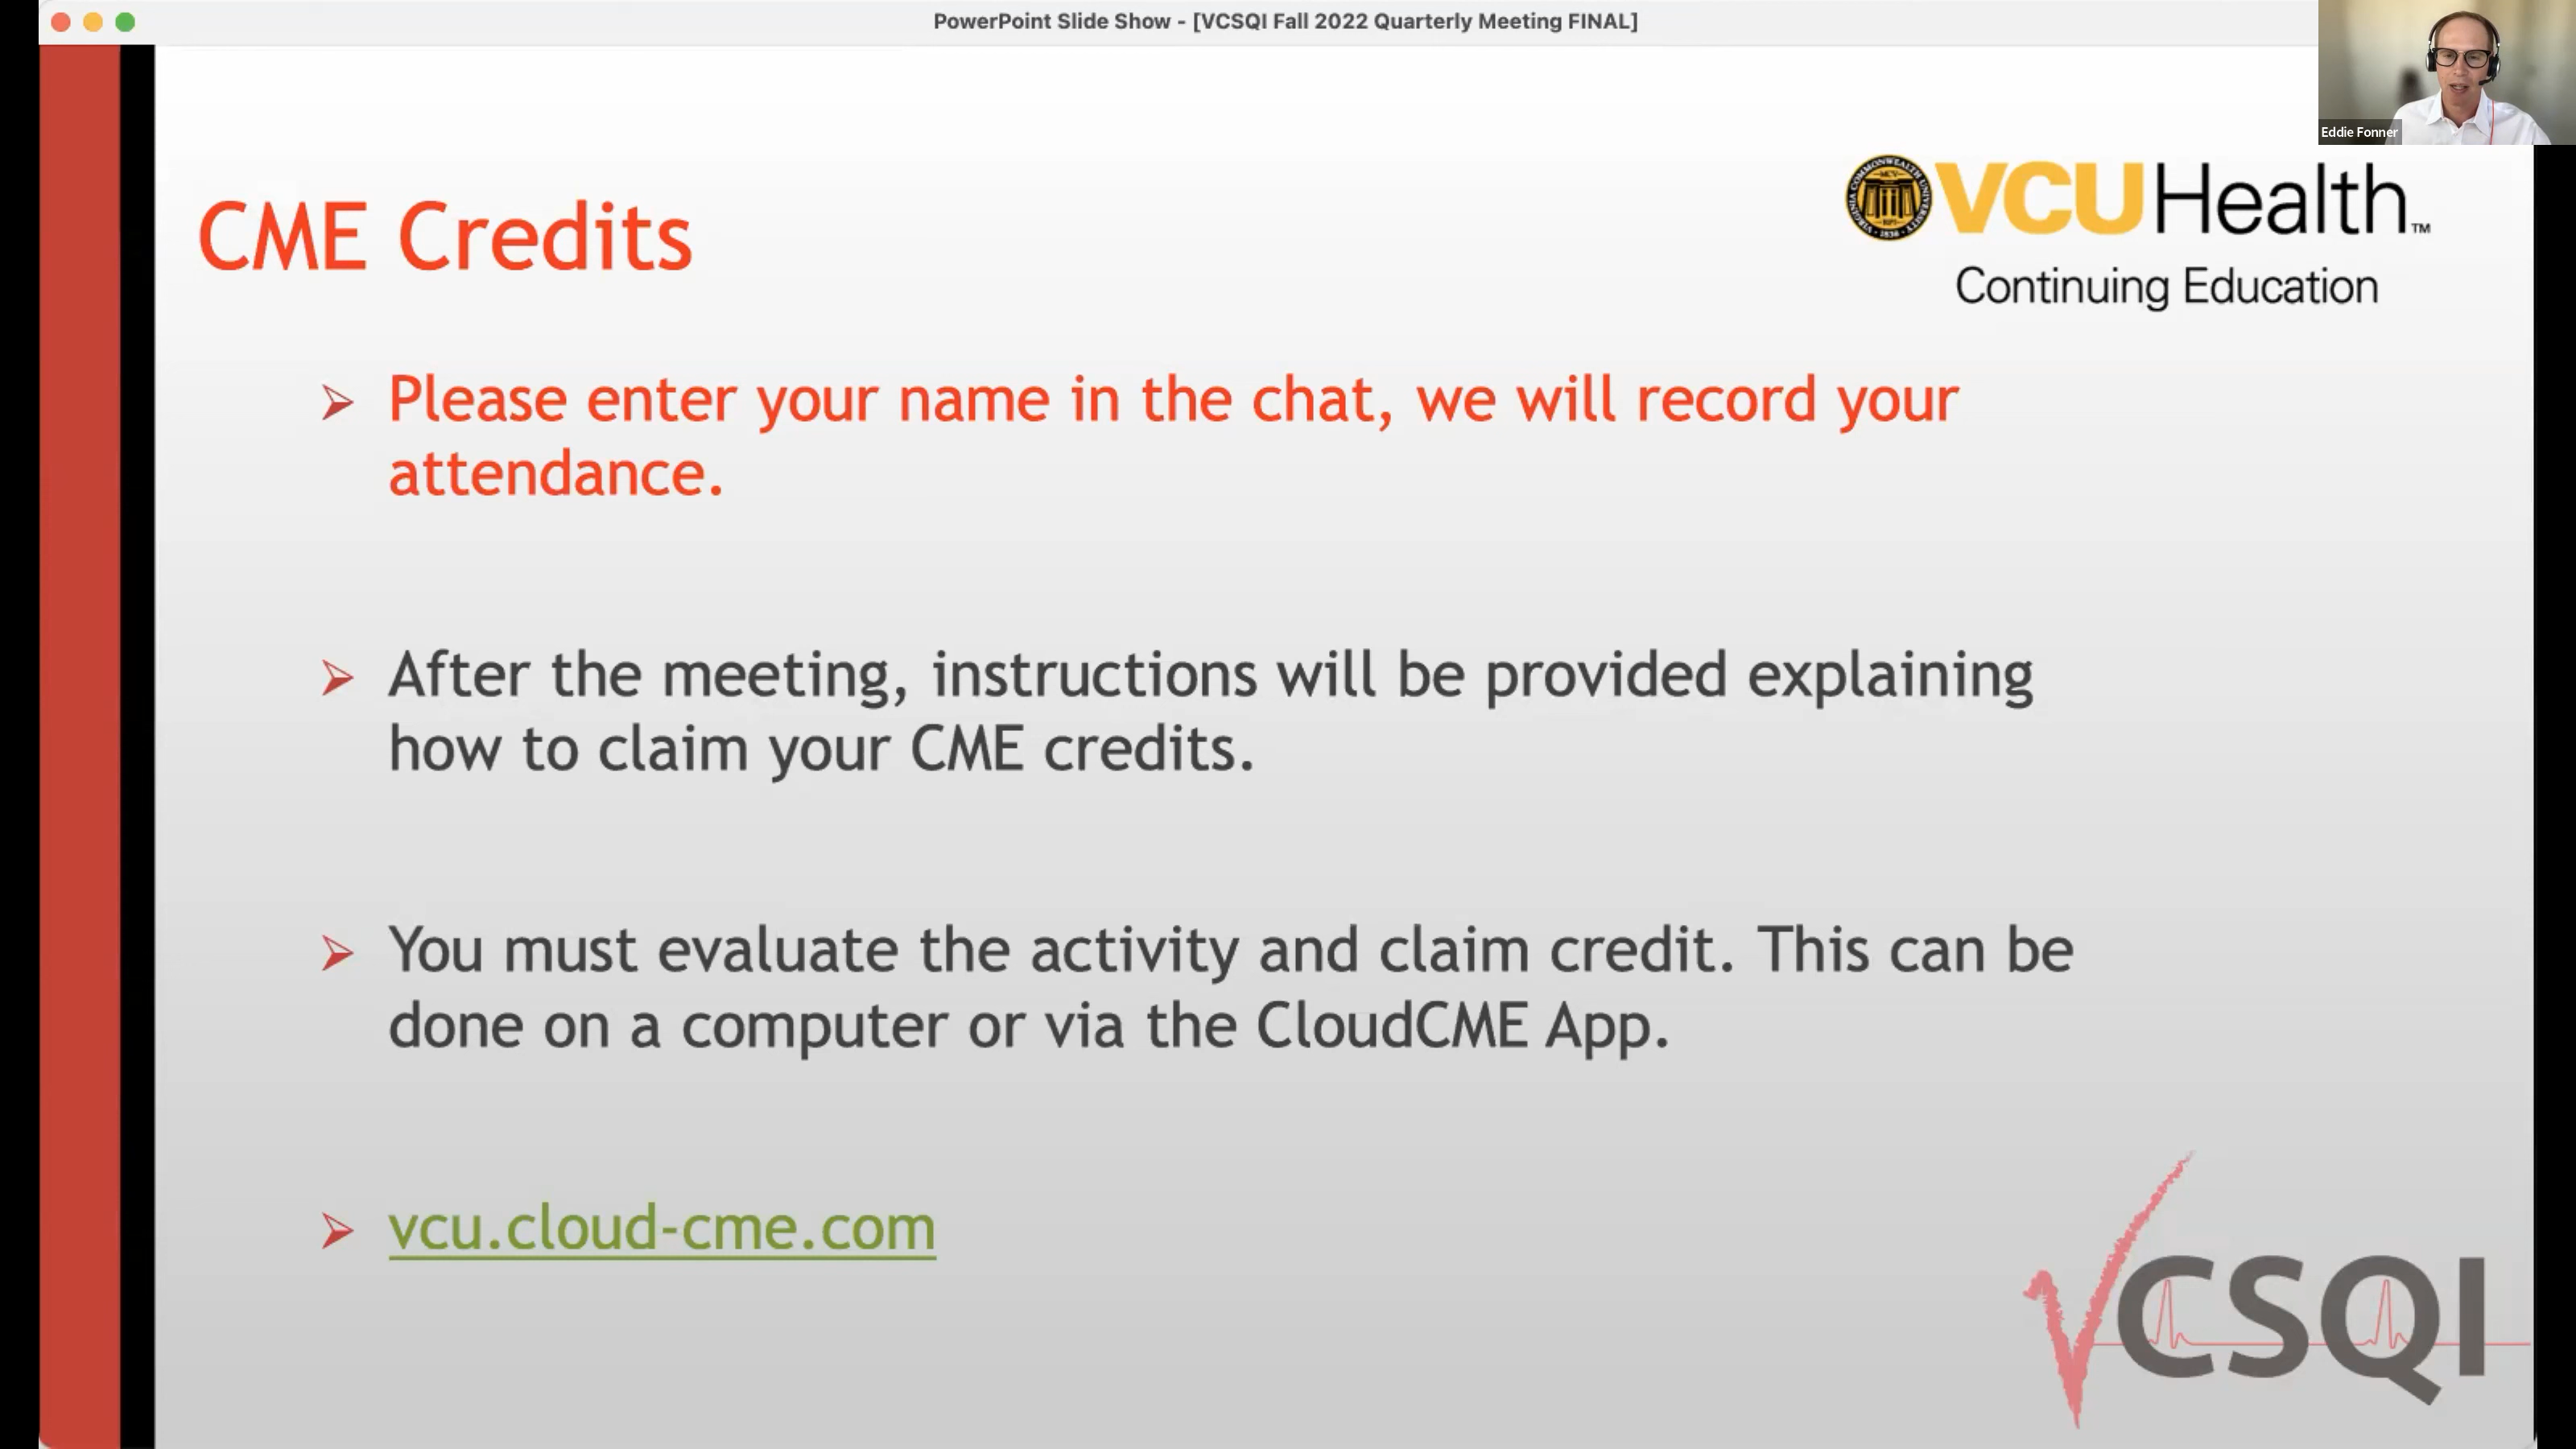 PowerPoint Slide Show - [VCSQI Fall 2022 Quarterly Meeting FINAL]
Eddie Fonner
CME Credits
VCU Health™
Continuing Education
➢ Please enter your name in the chat, we will record your
attendance.
➢ After the meeting, instructions will be provided explaining
how to claim your CME credits.
➢ You must evaluate the activity and claim credit. This can be
done on a computer or via the CloudCME App.
➢ vcu.cloud-cme.com
VCSQI